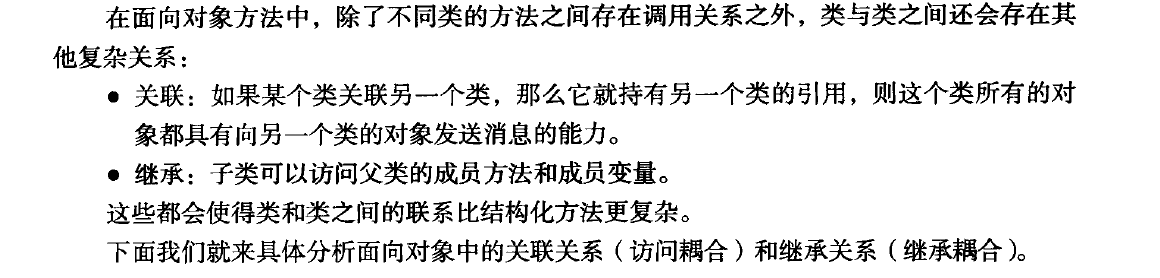 在面向对象方法中，除了不同类的方法之间存在调用关系之外，类与类之间还会存在其
他复杂关系：
● 关联：如果某个类关联另一个类，那么它就持有另一个类的引用，则这个类所有的对
象都具有向另一个类的对象发送消息的能力。
● 继承：子类可以访问父类的成员方法和成员变量。
这些都会使得类和类之间的联系比结构化方法更复杂。
下面我们就来具体分析面向对象中的关联关系（访问耦合）和继承关系（继承耦合）。